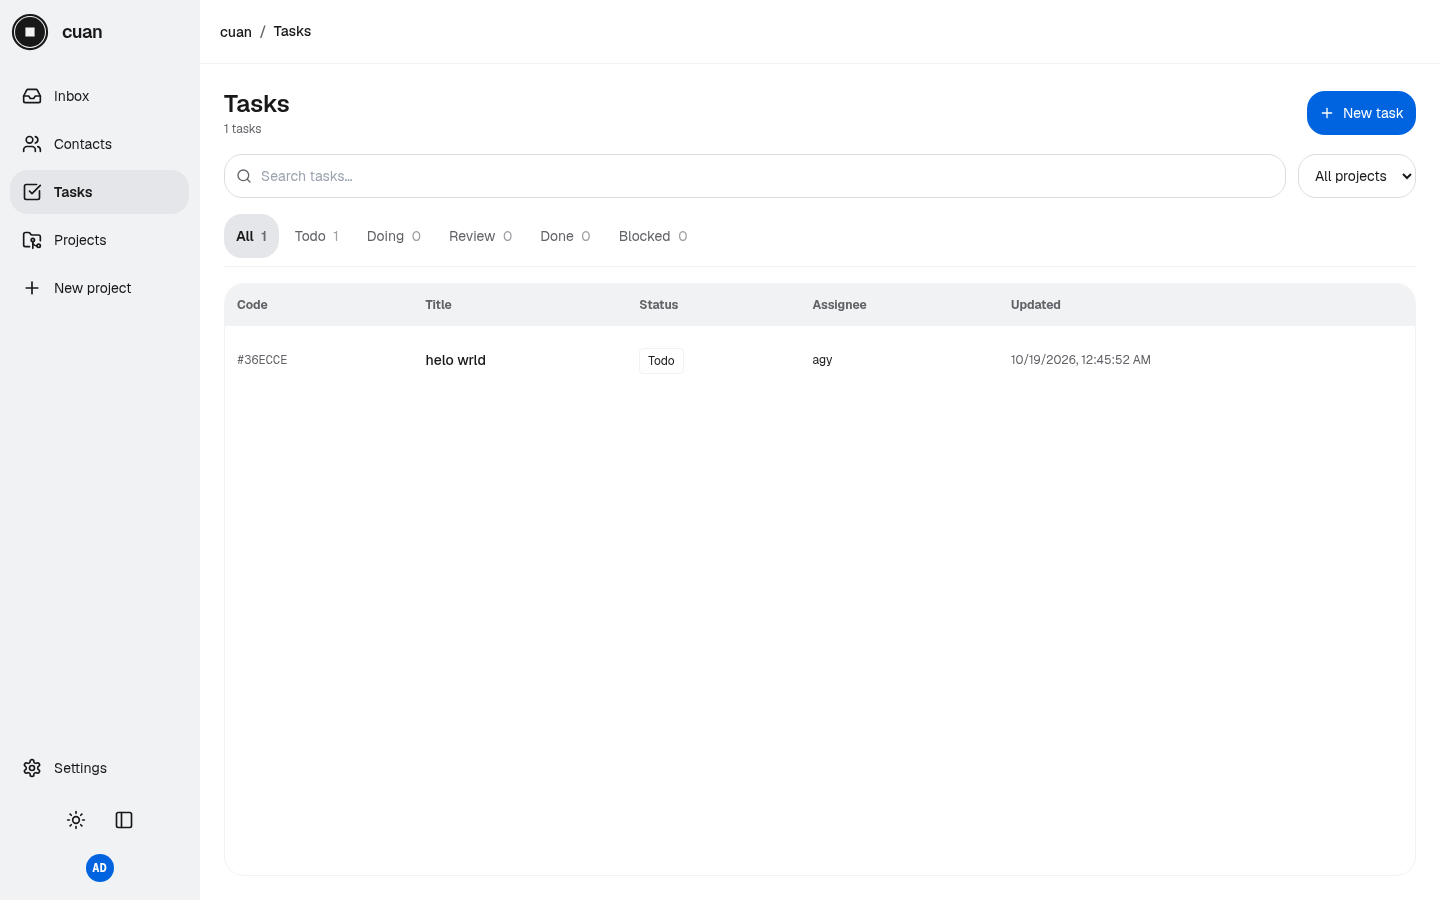 cuan
Inbox
Contacts
Tasks
Projects
New project
Settings
AD
cuan / Tasks
Tasks
1 tasks
New task
Search tasks…
All projects
All 1 Todo 1 Doing 0 Review 0 Done 0 Blocked 0
Code Title Status Assignee Updated
#36ECCE helo wrld Todo agy 10/19/2026, 12:45:52 AM